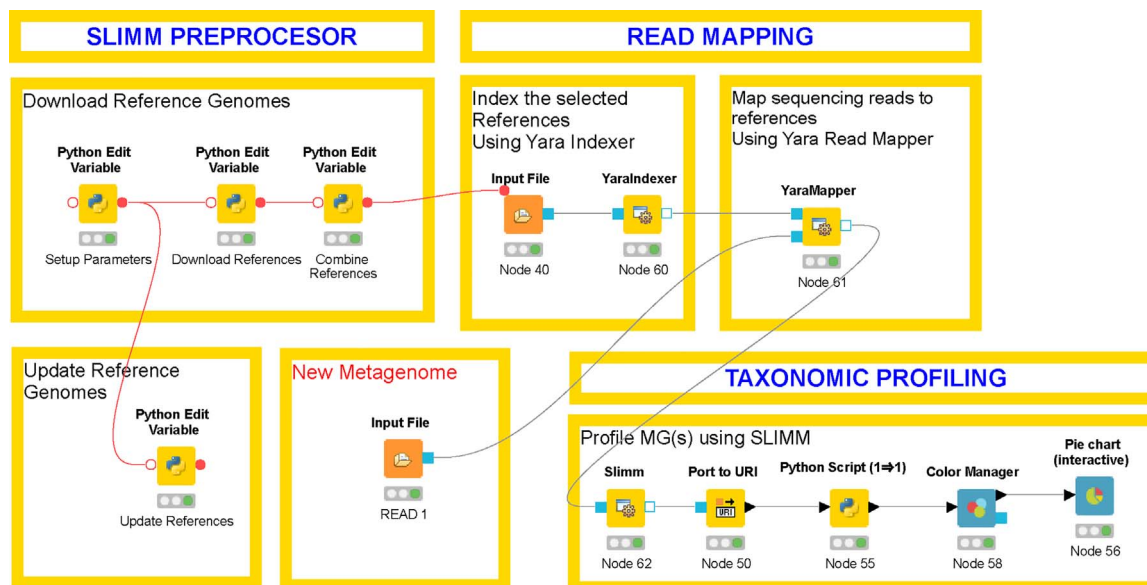 SLIMM PREPROCESOR
READ MAPPING
Download Reference Genomes
Python Edit
Variable
Setup Parameters
Python Edit
Variable
Download References
Python Edit
Variable
Combine
References
Index the selected
References
Using Yara Indexer
Input File
Node 40
YaraIndexer
Node 60
Map sequencing reads to
references
Using Yara Read Mapper
YaraMapper
Node 61
Update Reference
Genomes
Python Edit
Variable
Update References
New Metagenome
Input File
READ 1
TAXONOMIC PROFILING
Profile MG(s) using SLIMM
Slimm
Node 62
Port to URI
URI
Node 50
Python Script (1⇒1)
Node 55
Color Manager
Node 58
Pie chart
(interactive)
Node 56